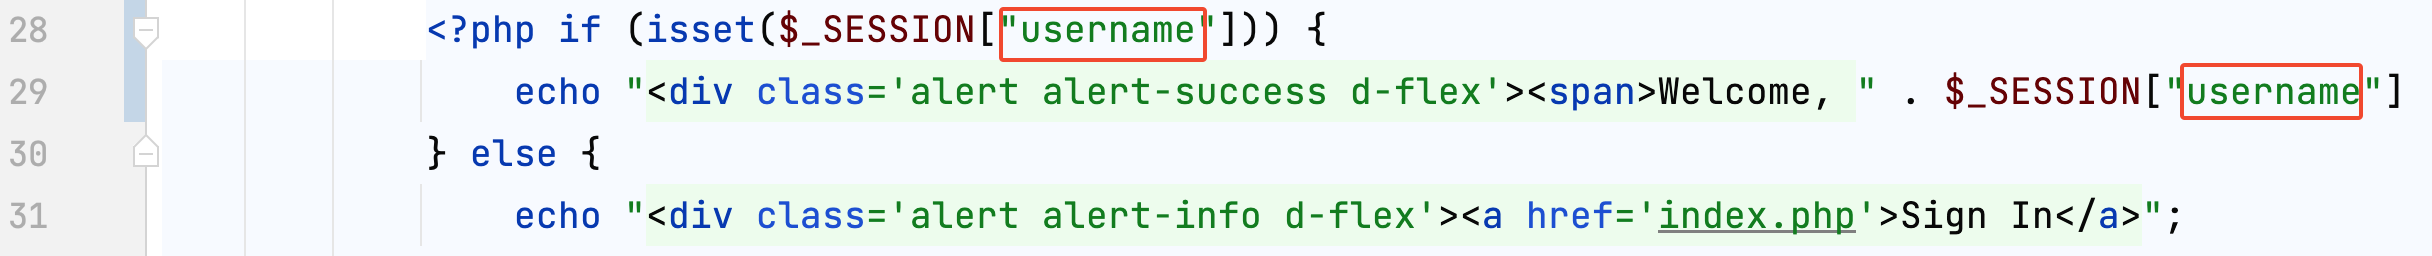 28 <?php if (isset($_SESSION["username"])) {
29 echo "<div class='alert alert-success d-flex'><span>Welcome, " . $_SESSION["username"]
30 } else {
31 echo "<div class='alert alert-info d-flex'><a href='index.php'>Sign In</a>";